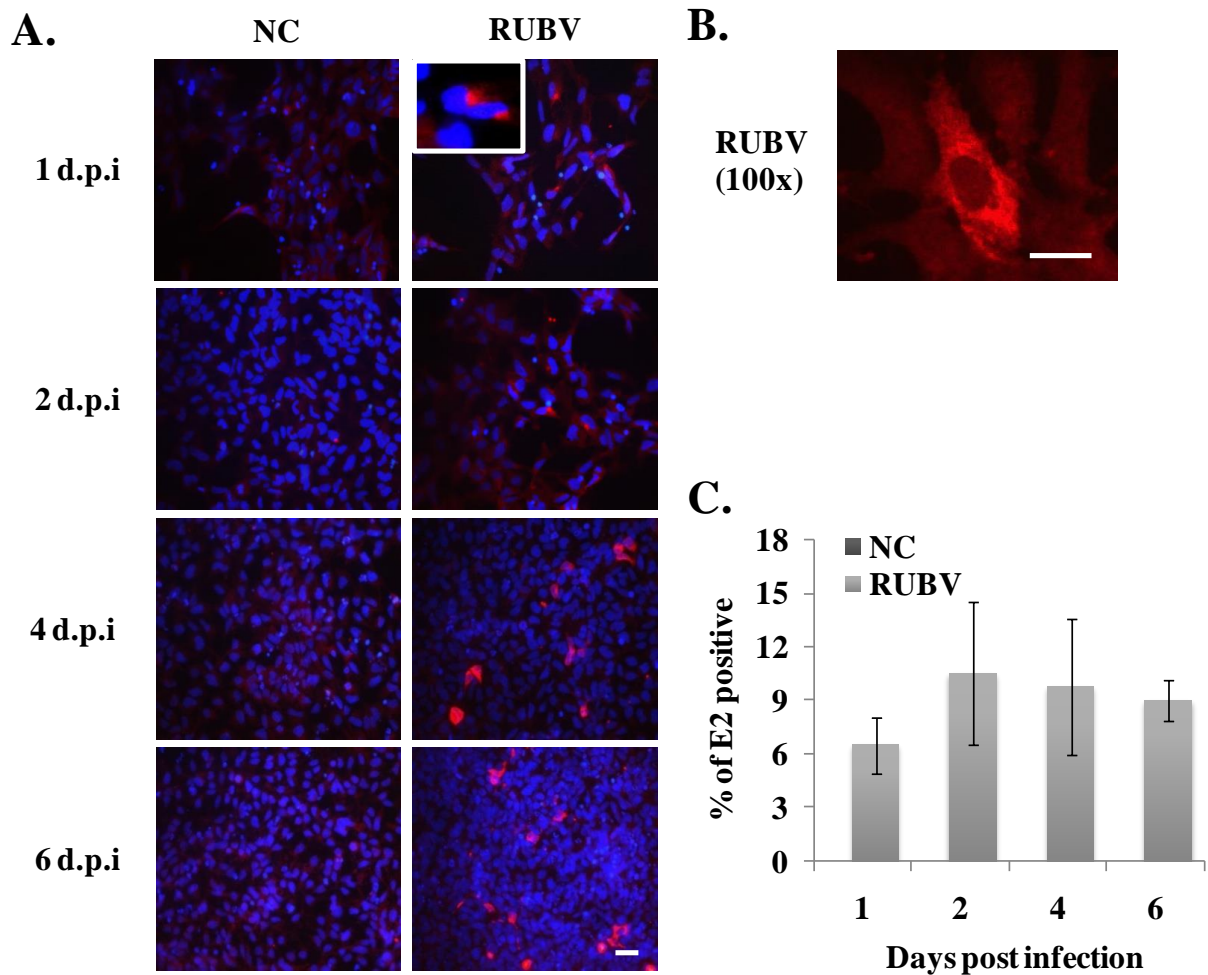 A.
NC
RUBV
1 d.p.i
2 d.p.i
4 d.p.i
6 d.p.i
B.
RUBV
(100x)
C.
% of E2 positive
18
15
12
9
6
3
0
NC
RUBV
1 2 4 6
Days post infection